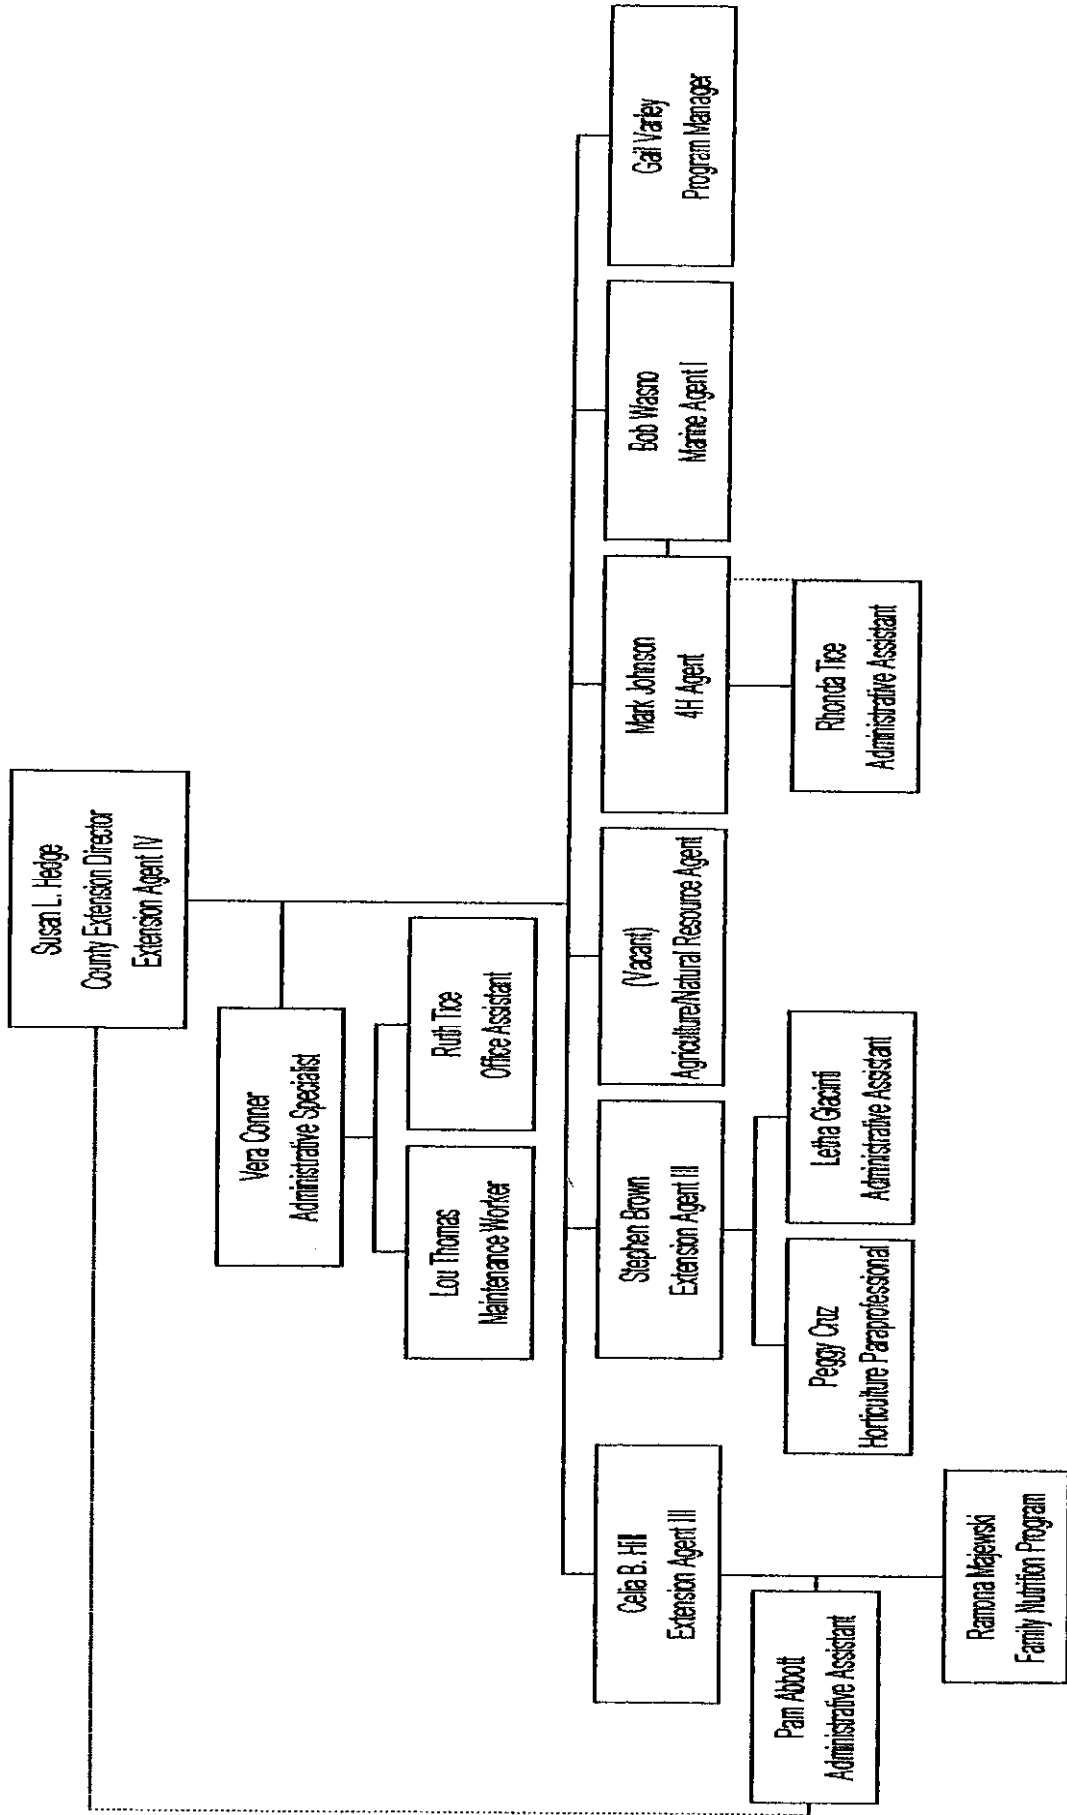 Susan L. Hedge
County Extension Director
Extension Agent IV
Vera Conner
Administrative Specialist
Lou Thomas
Maintenance Worker
Ruth Tice
Office Assistant
Celia B. Hill
Extension Agent III
Stephen Brown
Extension Agent III
(Vacant)
Agriculture/Natural Resource Agent
Mark Johnson
4H Agent
Bob Wasno
Marine Agent I
Gail Varley
Program Manager
Pam Abbott
Administrative Assistant
Peggy Cruz
Horticulture Paraprofessional
Letha Giacinti
Administrative Assistant
Rhonda Tice
Administrative Assistant
Ramona Majewski
Family Nutrition Program